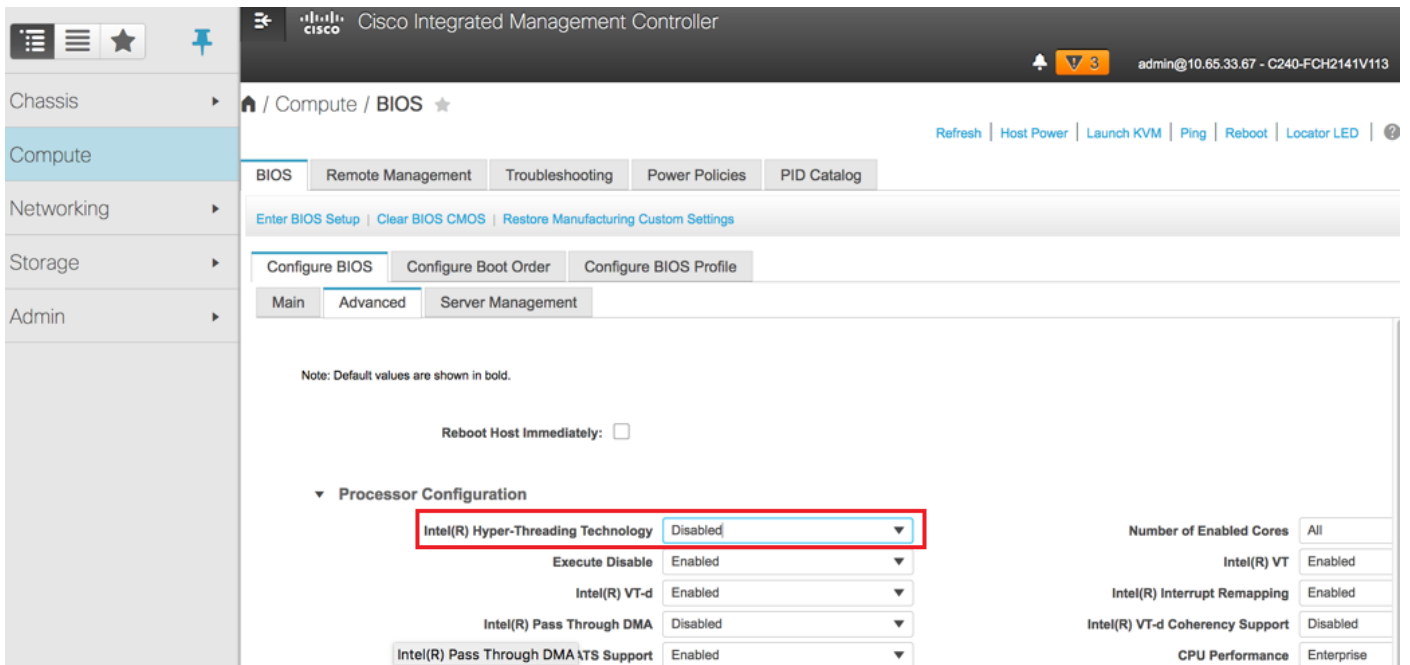 cisco Cisco Integrated Management Controller
3 admin@10.65.33.67 - C240-FCH2141V113
Chassis
Compute
Networking
Storage
Admin
/ Compute / BIOS
Refresh | Host Power | Launch KVM | Ping | Reboot | Locator LED | ?
BIOS Remote Management Troubleshooting Power Policies PID Catalog
Enter BIOS Setup | Clear BIOS CMOS | Restore Manufacturing Custom Settings
Configure BIOS Configure Boot Order Configure BIOS Profile
Main Advanced Server Management
Note: Default values are shown in bold.
Reboot Host Immediately:
Processor Configuration
Intel(R) Hyper-Threading Technology Disabled Number of Enabled Cores All
Execute Disable Enabled Intel(R) VT Enabled
Intel(R) VT-d Enabled Intel(R) Interrupt Remapping Enabled
Intel(R) Pass Through DMA Disabled Intel(R) VT-d Coherency Support Disabled
Intel(R) Pass Through DMA ATS Support Enabled CPU Performance Enterprise